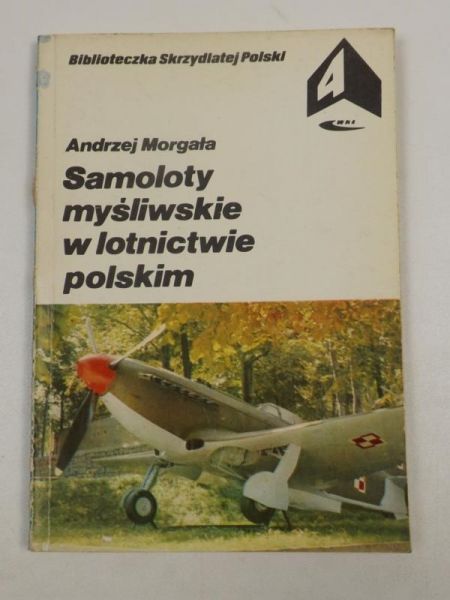 Biblioteczka Skrzydlatej Polski
4
WKŁ
Andrzej Morgała
Samoloty
myśliwskie
w lotnictwie
polskim